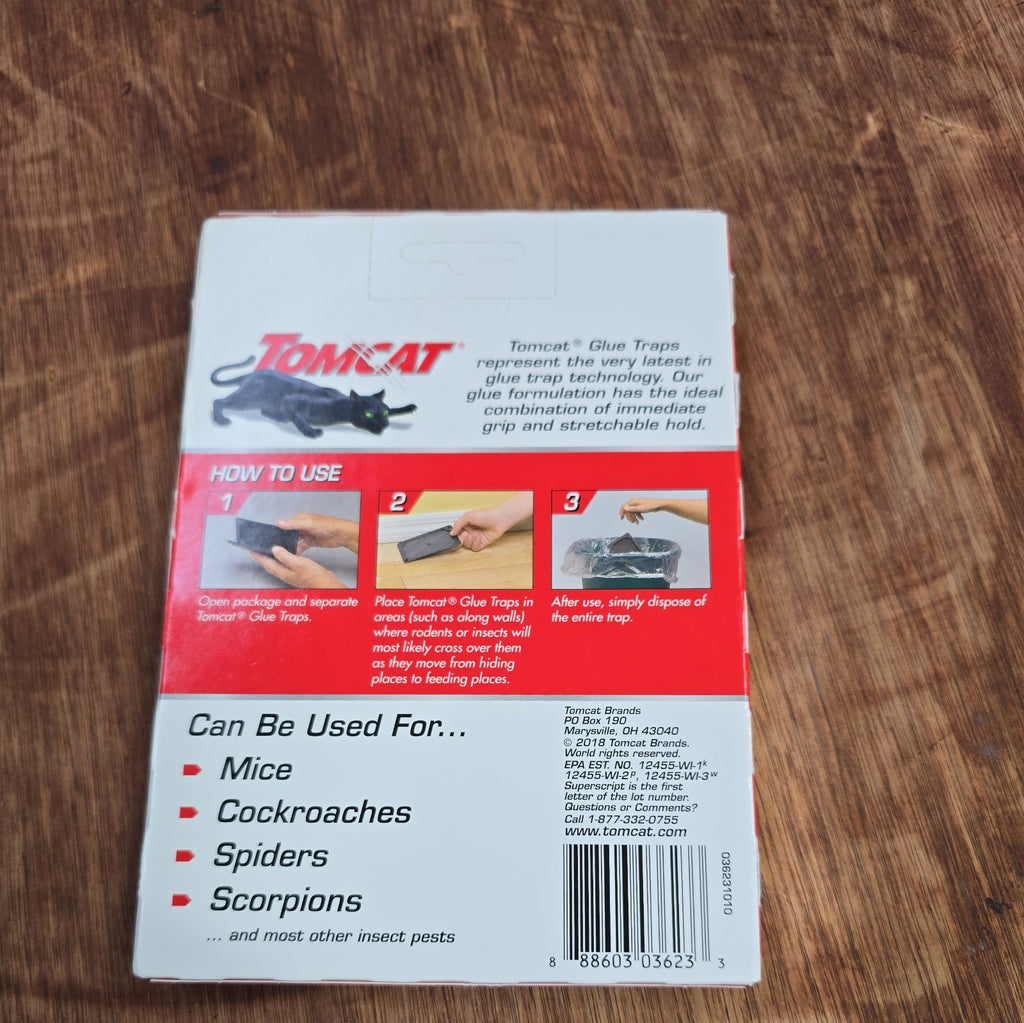 TOMCAT®
Tomcat® Glue Traps
represent the very latest in
glue trap technology. Our
glue formulation has the ideal
combination of immediate
grip and stretchable hold.
HOW TO USE
1
Open package and separate
Tomcat® Glue Traps.
2
Place Tomcat® Glue Traps in
areas (such as along walls)
where rodents or insects will
most likely cross over them
as they move from hiding
places to feeding places.
3
After use, simply dispose of
the entire trap.
Can Be Used For...
Mice
Cockroaches
Spiders
Scorpions
... and most other insect pests
Tomcat Brands
PO Box 190
Marysville, OH 43040
© 2018 Tomcat Brands.
World rights reserved.
EPA EST. NO. 12455-WI-1ᵏ
12455-WI-2ᵖ, 12455-WI-3ʷ
Superscript is the first
letter of the lot number.
Questions or Comments?
Call 1-877-332-0755
www.tomcat.com
036231010
8 88603 03623 3